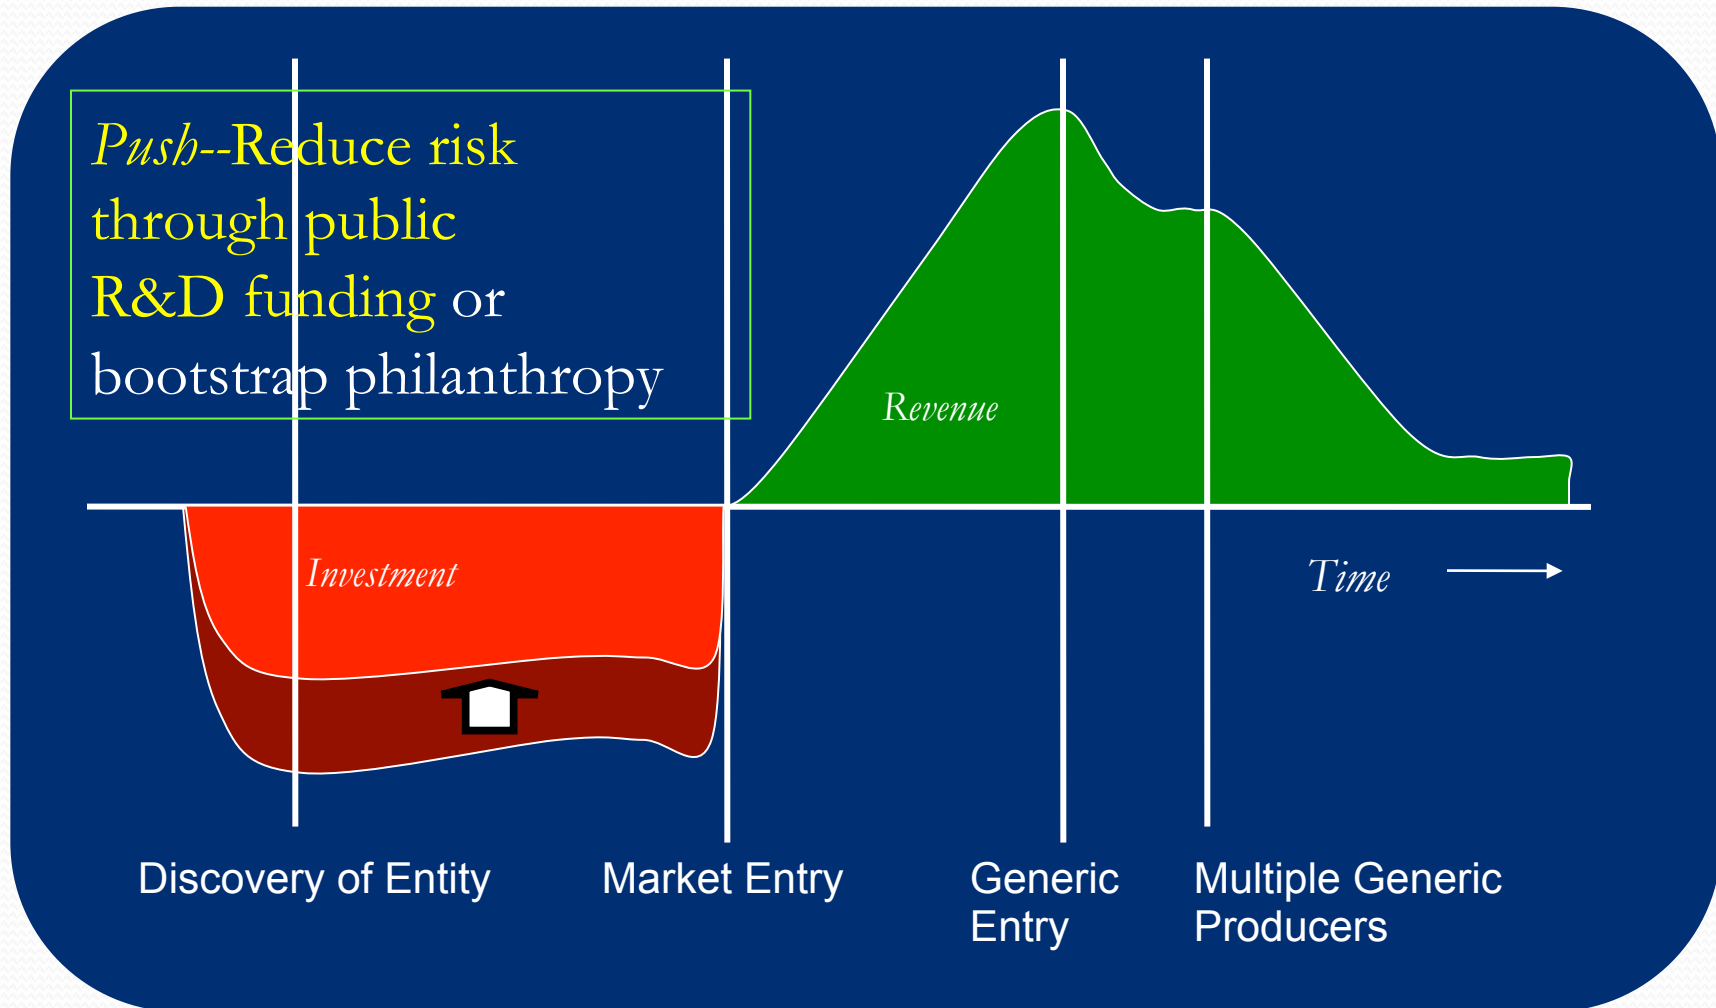 Push--Reduce risk
through public
R&D funding or
bootstrap philanthropy
Revenue
Investment
Time
Discovery of Entity
Market Entry
Generic
Entry
Multiple Generic
Producers